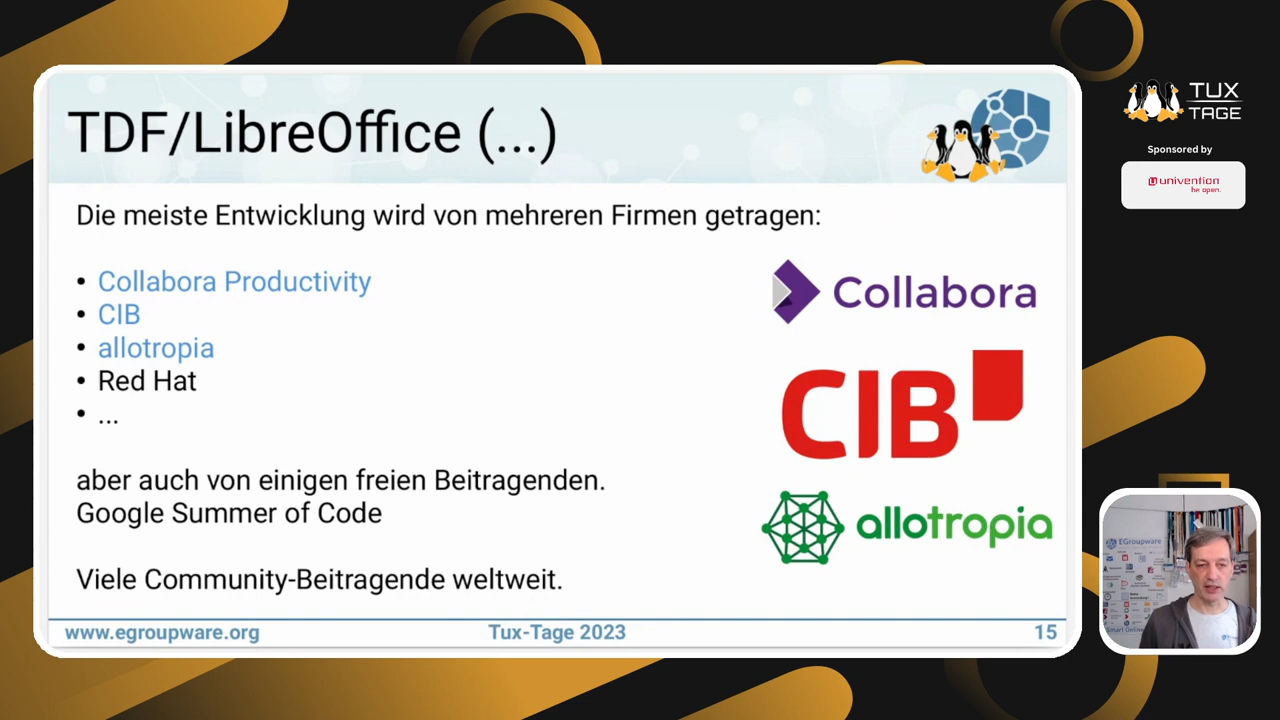 TDF/LibreOffice (...)
Die meiste Entwicklung wird von mehreren Firmen getragen:
• Collabora Productivity
• CIB
• allotropia
• Red Hat
• ...
aber auch von einigen freien Beitragenden.
Google Summer of Code
Viele Community-Beitragende weltweit.
Collabora
CIB
allotropia
www.egroupware.org
Tux-Tage 2023
15
TUX
TAGE
Sponsored by
univention
be open.
EGroupware
Smart Online